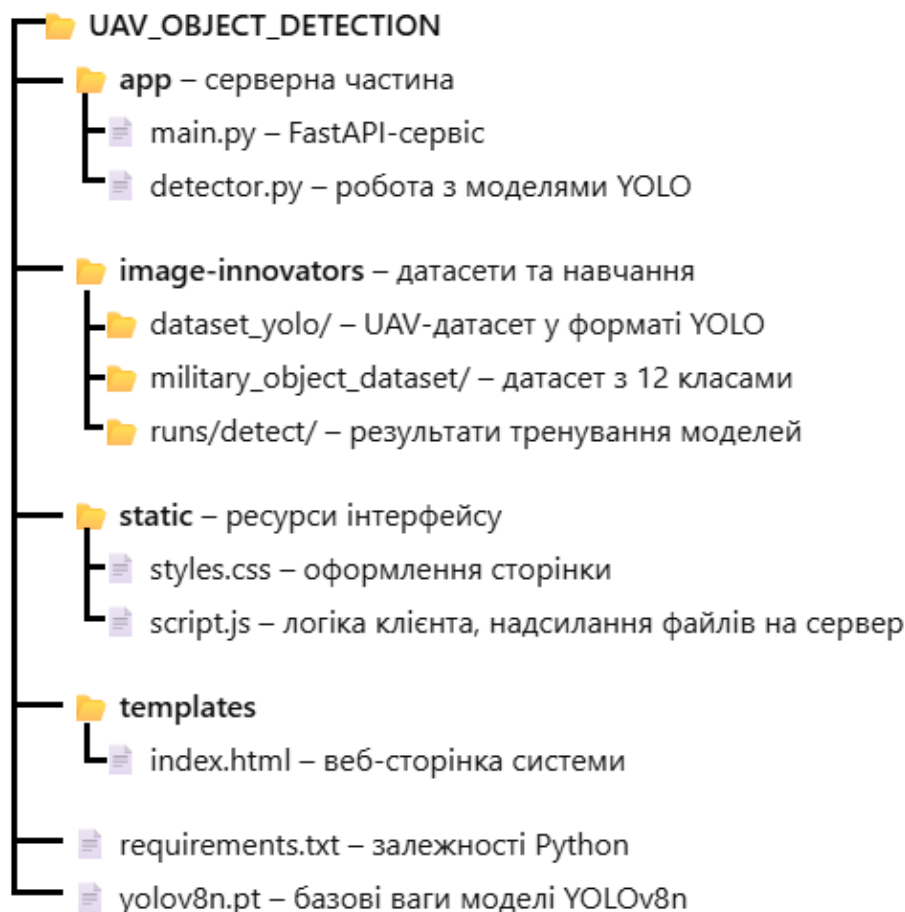 UAV_OBJECT_DETECTION
app – серверна частина
main.py – FastAPI-сервіс
detector.py – робота з моделями YOLO
image-innovators – датасети та навчання
dataset_yolo/ – UAV-датасет у форматі YOLO
military_object_dataset/ – датасет з 12 класами
runs/detect/ – результати тренування моделей
static – ресурси інтерфейсу
styles.css – оформлення сторінки
script.js – логіка клієнта, надсилання файлів на сервер
templates
index.html – веб-сторінка системи
requirements.txt – залежності Python
yolov8n.pt – базові ваги моделі YOLOv8n